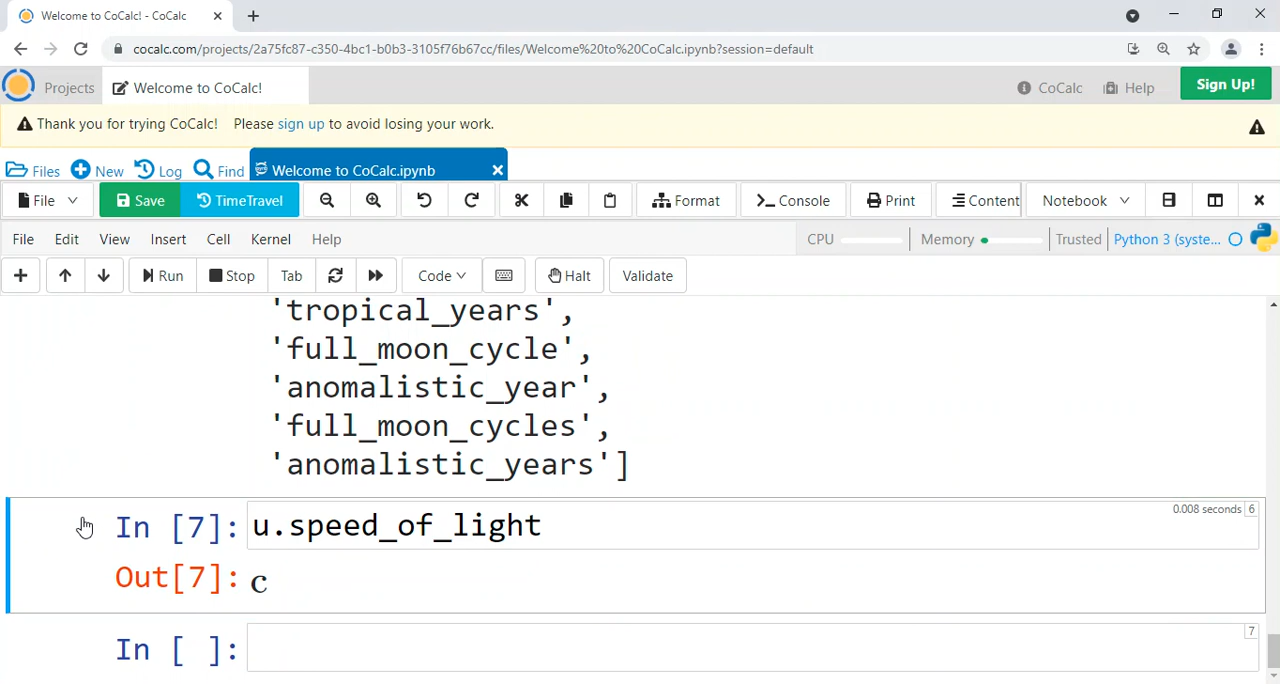 Welcome to CoCalc! - CoCalc
cocalc.com/projects/2a75fc87-c350-4bc1-b0b3-3105f76b67cc/files/Welcome%20to%20CoCalc.ipynb?session=default
Projects Welcome to CoCalc! CoCalc Help Sign Up!
Thank you for trying CoCalc! Please sign up to avoid losing your work.
Files New Log Find Welcome to CoCalc.ipynb
File Save TimeTravel Format Console Print Content Notebook
File Edit View Insert Cell Kernel Help CPU Memory Trusted Python 3 (syste...
Run Stop Tab Code Halt Validate
'tropical_years',
'full_moon_cycle',
'anomalistic_year',
'full_moon_cycles',
'anomalistic_years']
In [7]: u.speed_of_light 0.008 seconds 6
Out[7]: c
In [ ]: 7